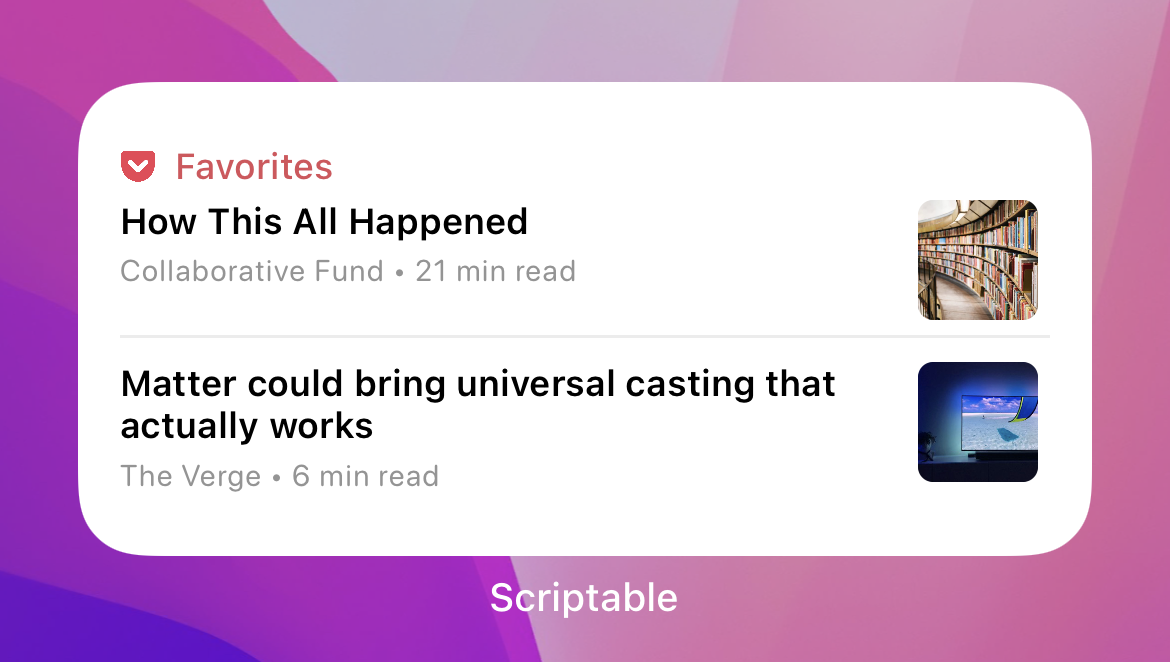 Favorites
How This All Happened
Collaborative Fund • 21 min read
Matter could bring universal casting that
actually works
The Verge • 6 min read
Scriptable